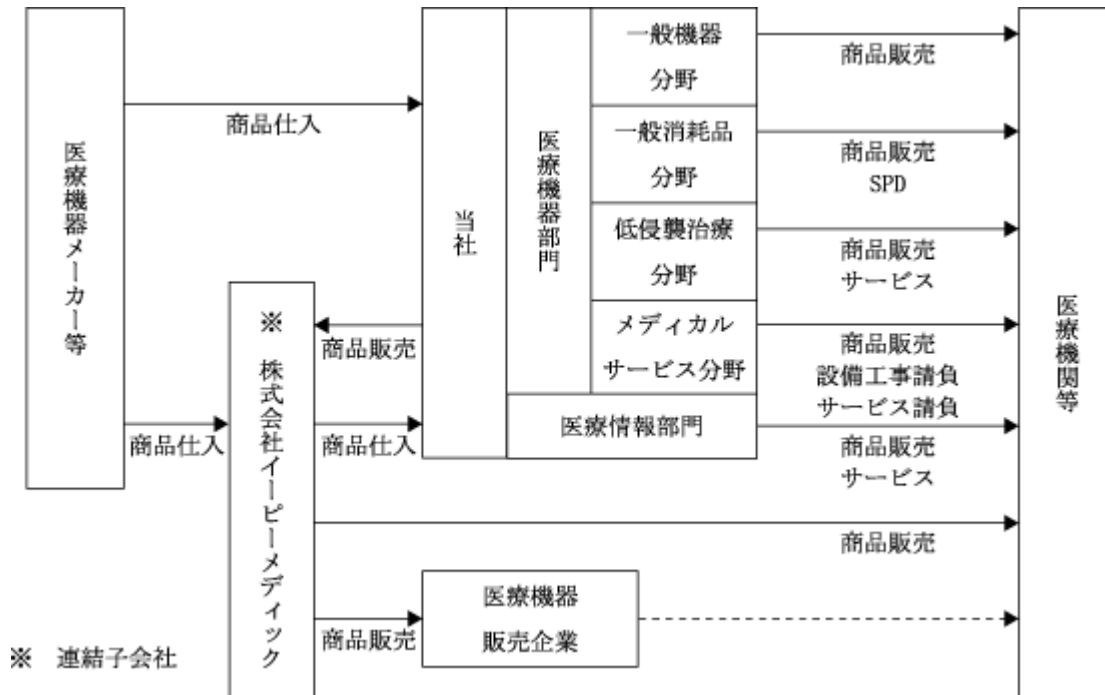 医療機器メーカー等
商品仕入
商品仕入
※ 株式会社イーピーメディック
商品販売
商品仕入
商品販売
当社
医療機器部門
一般機器
分野
一般消耗品
分野
低侵襲治療
分野
メディカル
サービス分野
医療情報部門
医療機器
販売企業
商品販売
商品販売
SPD
商品販売
サービス
商品販売
設備工事請負
サービス請負
商品販売
サービス
商品販売
医療機関等
※ 連結子会社